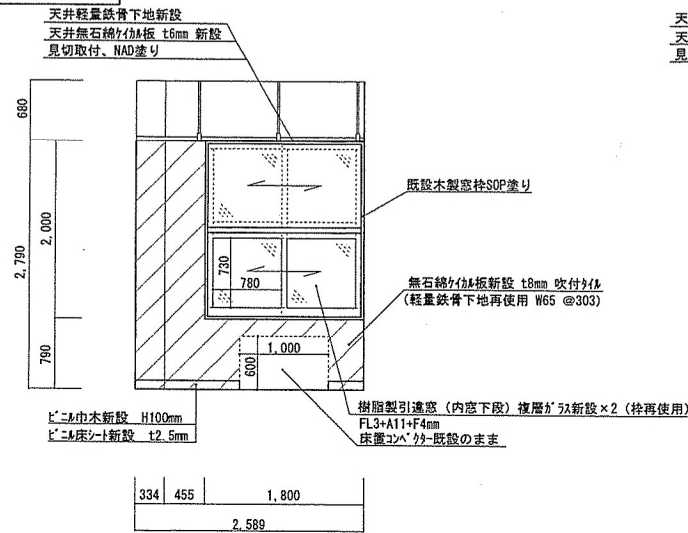 天井軽量鉄骨下地新設
天井無石綿ｹｲｶﾙ板 t6mm 新設
見切取付、NAD塗り
天
天
見
680
2,000
2,790
790
既設木製窓枠SOP塗り
730
780
無石綿ｹｲｶﾙ板新設 t8mm 吹付ﾀｲﾙ
(軽量鉄骨下地再使用 W65 @303)
1,000
600
樹脂製引違窓 (内窓下段) 複層ｶﾞﾗｽ新設×2 (枠再使用)
FL3+A11+F4mm
床置ｺﾝﾍﾞｸﾀｰ既設のまま
ﾋﾞﾆﾙ巾木新設 H100mm
ﾋﾞﾆﾙ床ｼｰﾄ新設 t2.5mm
334 455 1,800
2,589